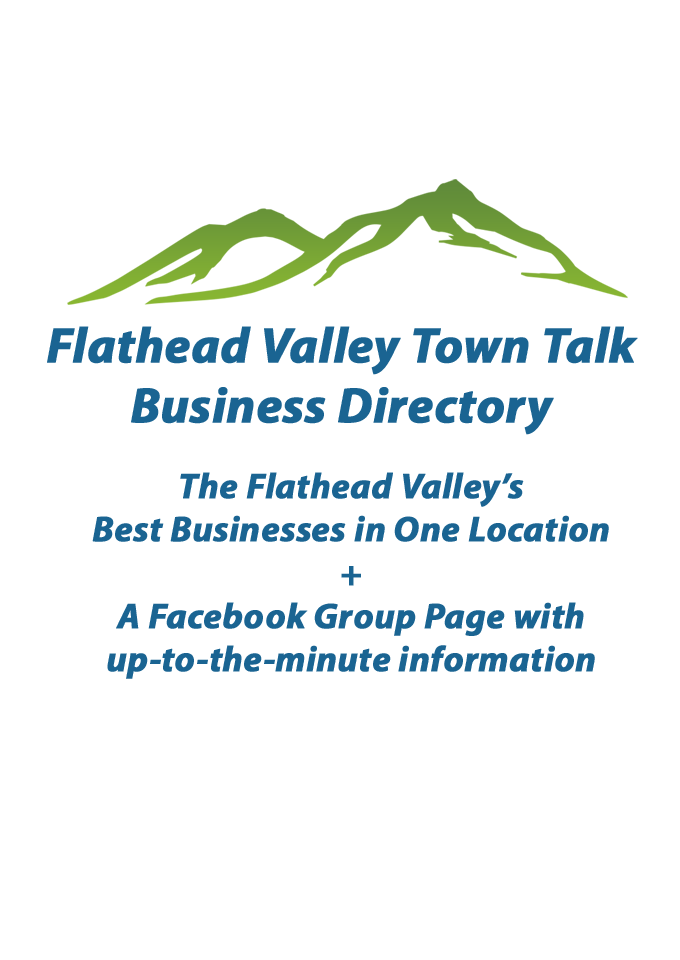 Flathead Valley Town Talk
Business Directory
The Flathead Valley’s
Best Businesses in One Location
+
A Facebook Group Page with
up-to-the-minute information